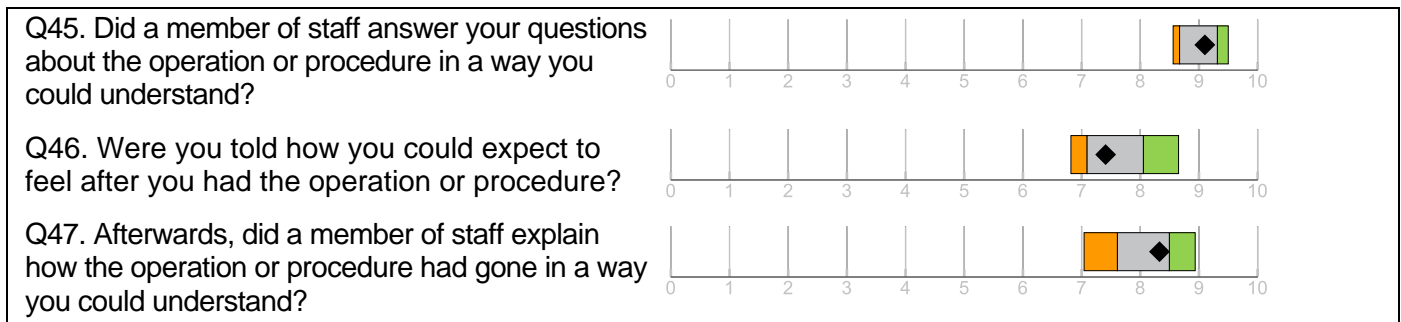 Q45. Did a member of staff answer your questions
about the operation or procedure in a way you
could understand?
0 1 2 3 4 5 6 7 8 9 10
Q46. Were you told how you could expect to
feel after you had the operation or procedure?
0 1 2 3 4 5 6 7 8 9 10
Q47. Afterwards, did a member of staff explain
how the operation or procedure had gone in a way
you could understand?
0 1 2 3 4 5 6 7 8 9 10